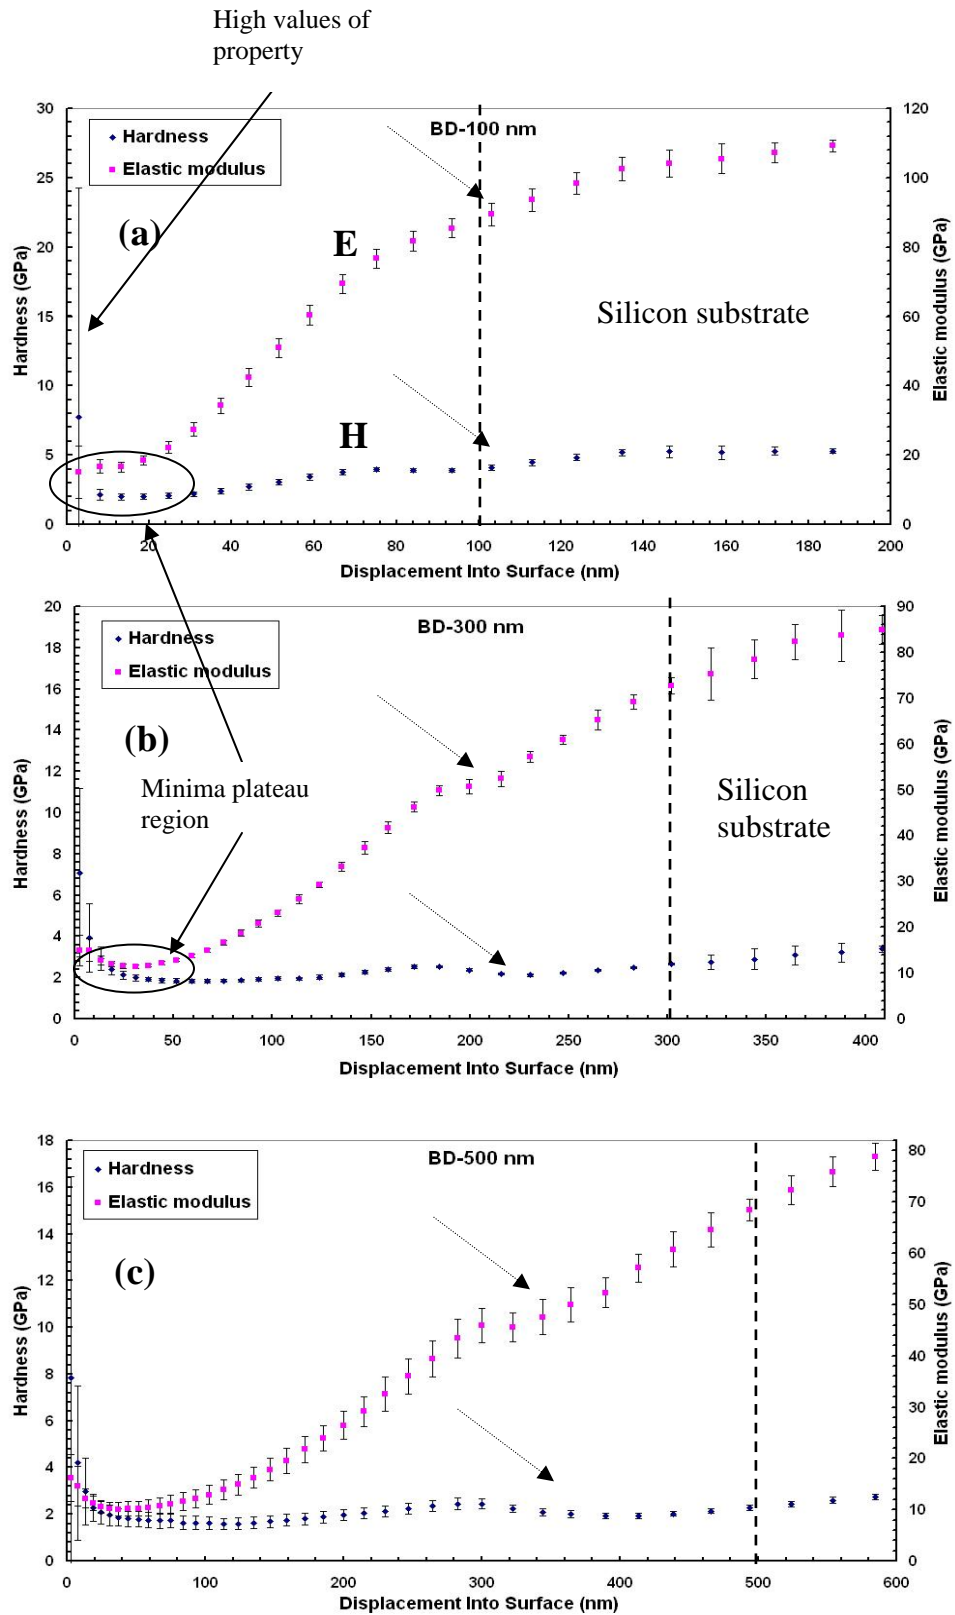 High values of
property
BD-100 nm
Hardness
Elastic modulus
(a)
E
H
Silicon substrate
Hardness (GPa)
30
25
20
15
10
5
0
Elastic modulus (GPa)
120
100
80
60
40
20
0
0 20 40 60 80 100 120 140 160 180 200
Displacement Into Surface (nm)
BD-300 nm
Hardness
Elastic modulus
(b)
Minima plateau
region
Silicon
substrate
Hardness (GPa)
20
18
16
14
12
10
8
6
4
2
0
Elastic modulus (GPa)
90
80
70
60
50
40
30
20
10
0
0 50 100 150 200 250 300 350 400
Displacement Into Surface (nm)
BD-500 nm
Hardness
Elastic modulus
(c)
Hardness (GPa)
18
16
14
12
10
8
6
4
2
0
Elastic modulus (GPa)
80
70
60
50
40
30
20
10
0
0 100 200 300 400 500 600
Displacement Into Surface (nm)